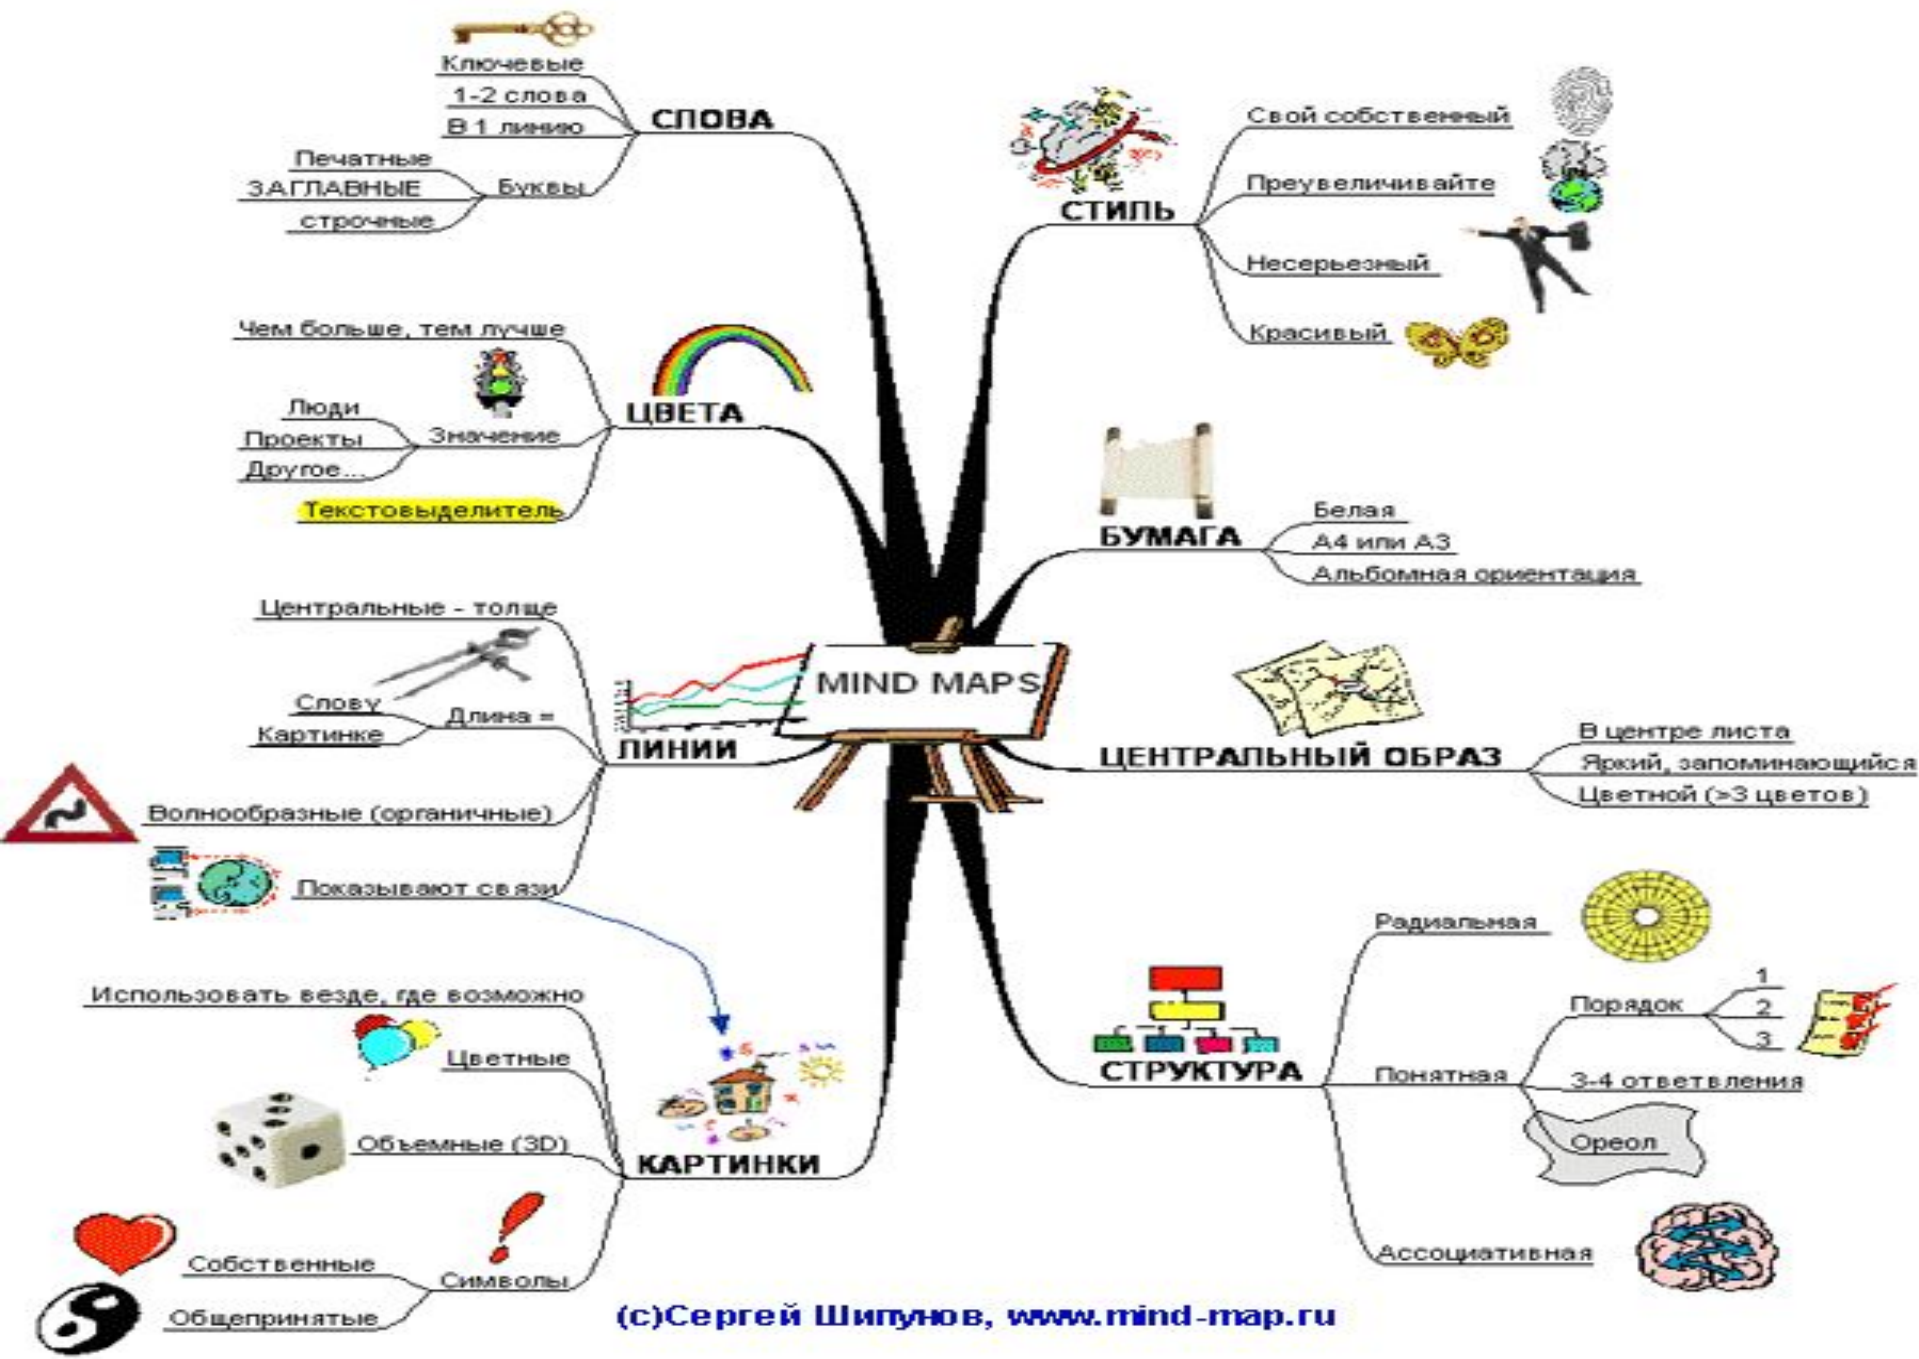 Ключевые
1-2 слова
В 1 линию
СЛОВА
Печатные
ЗАГЛАВНЫЕ
строчные
Буквы
Чем больше, тем лучше
ЦВЕТА
Люди
Проекты
Другое...
Значение
Текстовыделитель
Центральные - толще
Слову
Картинке
Длина =
ЛИНИИ
Волнообразные (органичные)
Показывают связи
Использовать везде, где возможно
Цветные
Объемные (3D)
КАРТИНКИ
Собственные
Общепринятые
Символы
MIND MAPS
СТИЛЬ
Свой собственный
Преувеличивайте
Несерьезный
Красивый
БУМАГА
Белая
А4 или А3
Альбомная ориентация
ЦЕНТРАЛЬНЫЙ ОБРАЗ
В центре листа
Яркий, запоминающийся
Цветной (>3 цветов)
СТРУКТУРА
Радиальная
Понятная
Порядок
1
2
3
3-4 ответвления
Ореол
Ассоциативная
(с)Сергей Шипунов, www.mind-map.ru